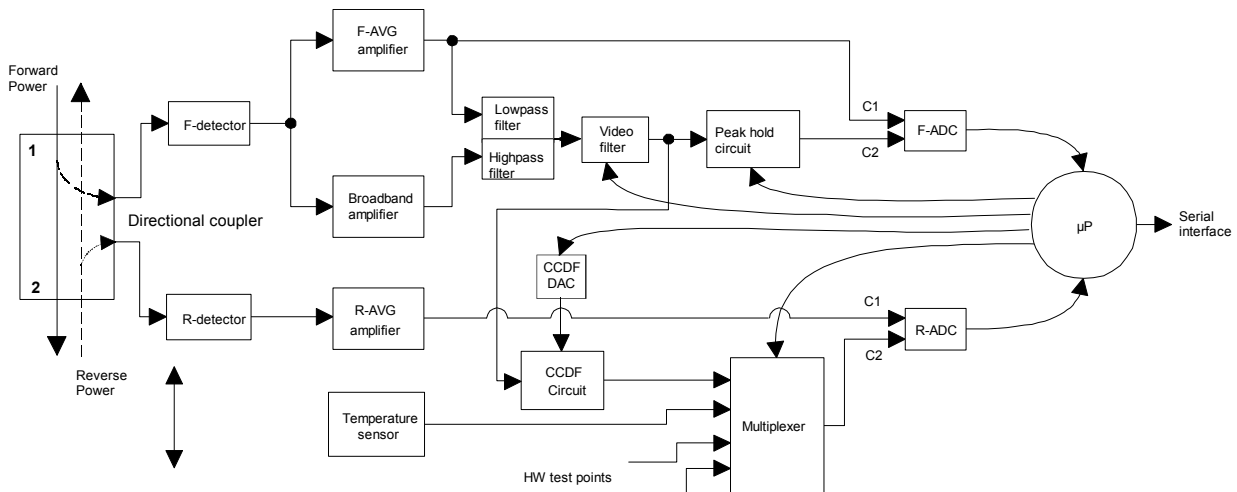 F-AVG
amplifier
Forward
Power
F-detector
Lowpass
filter
Highpass
filter
Video
filter
Peak hold
circuit
C1
C2
F-ADC
1
Directional coupler
Broadband
amplifier
µP
Serial
interface
2
CCDF
DAC
R-detector
R-AVG
amplifier
C1
C2
R-ADC
Reverse
Power
CCDF
Circuit
Temperature
sensor
Multiplexer
HW test points